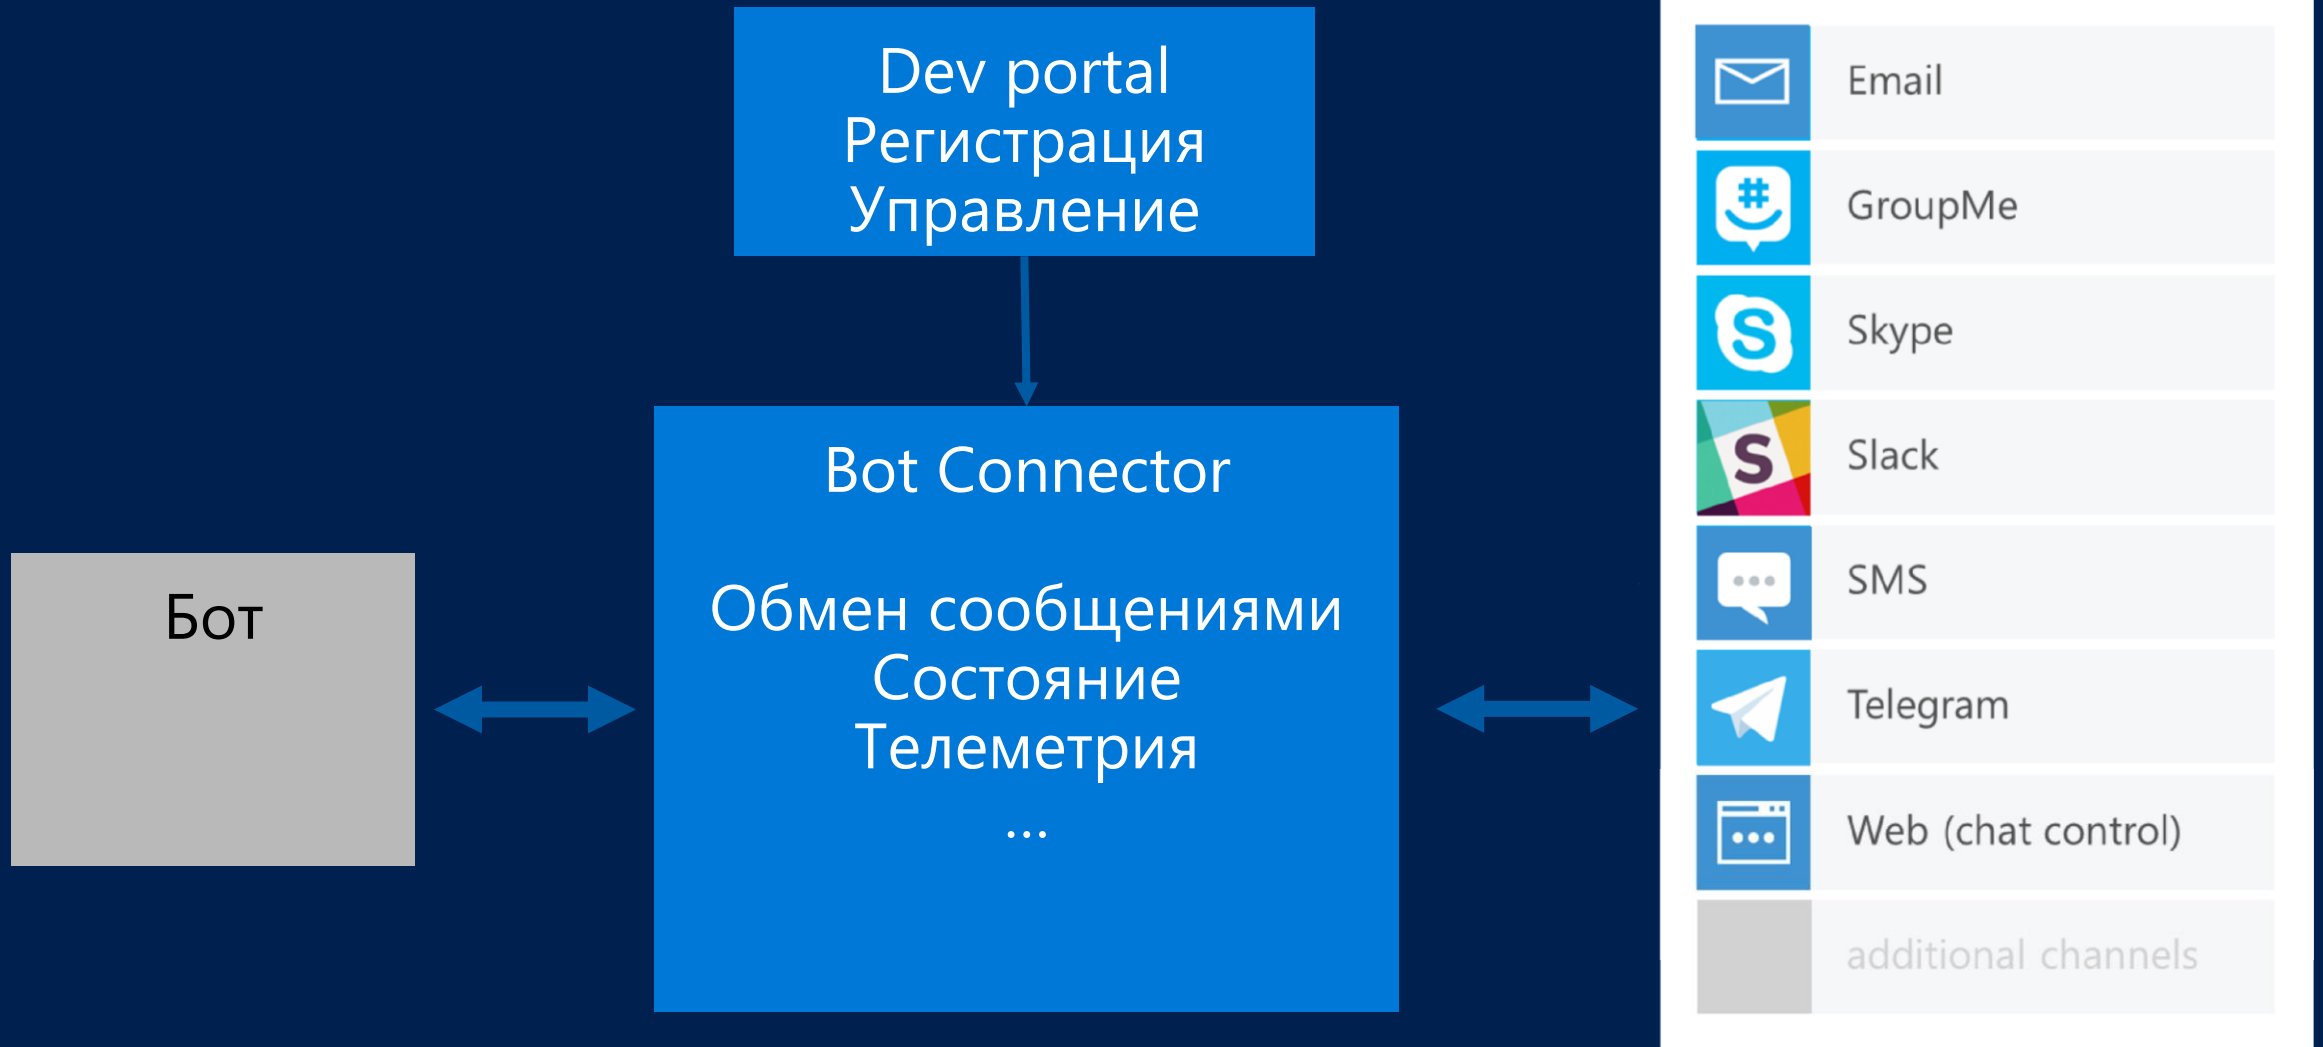 Dev portal
Регистрация
Управление
Бот
Bot Connector
Обмен сообщениями
Состояние
Телеметрия
...
Email
GroupMe
Skype
S
Slack
SMS
Telegram
Web (chat control)
additional channels